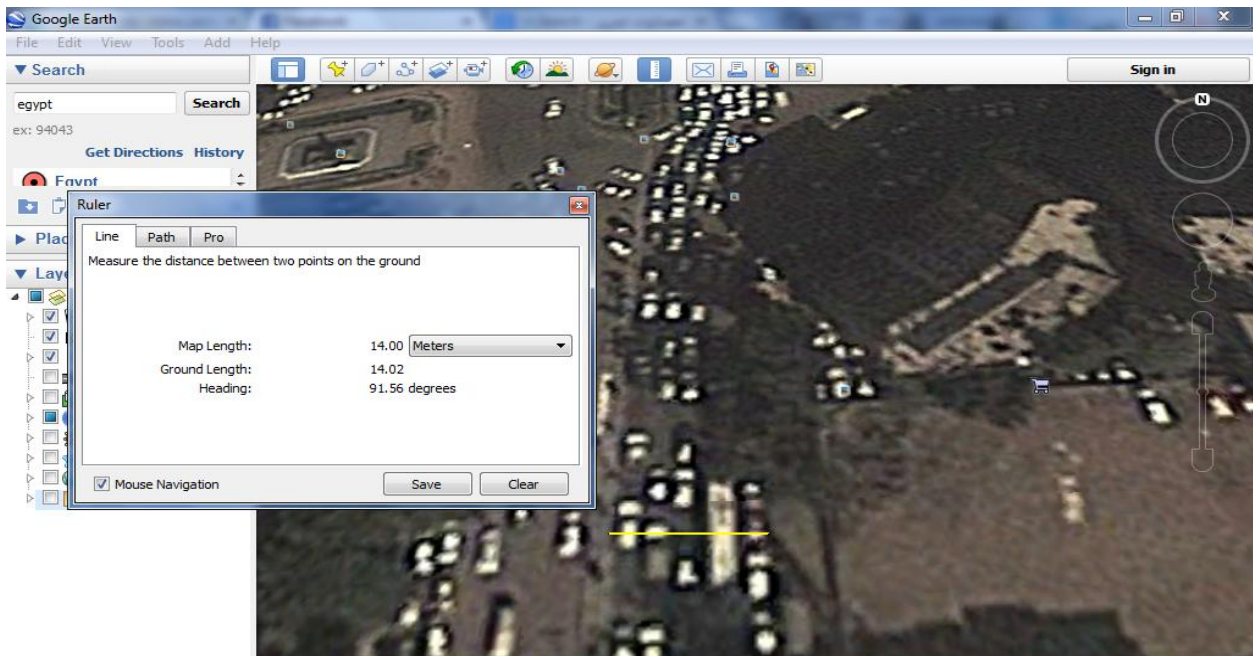 Google Earth
File Edit View Tools Add Help
Search
egypt Search
ex: 94043
Get Directions History
Egypt
Sign in
N
Ruler
Line Path Pro
Measure the distance between two points on the ground
Map Length: 14.00 Meters
Ground Length: 14.02
Heading: 91.56 degrees
Mouse Navigation Save Clear
Plac
Laye